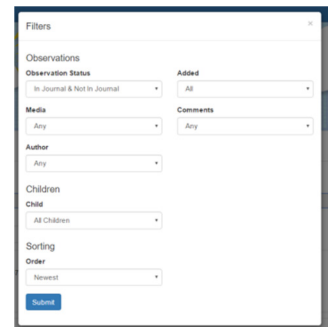 Filters ×
Observations
Observation Status Added
In Journal & Not In Journal All
Media Comments
Any Any
Author
Any
Children
Child
All Children
Sorting
Order
Newest
Submit